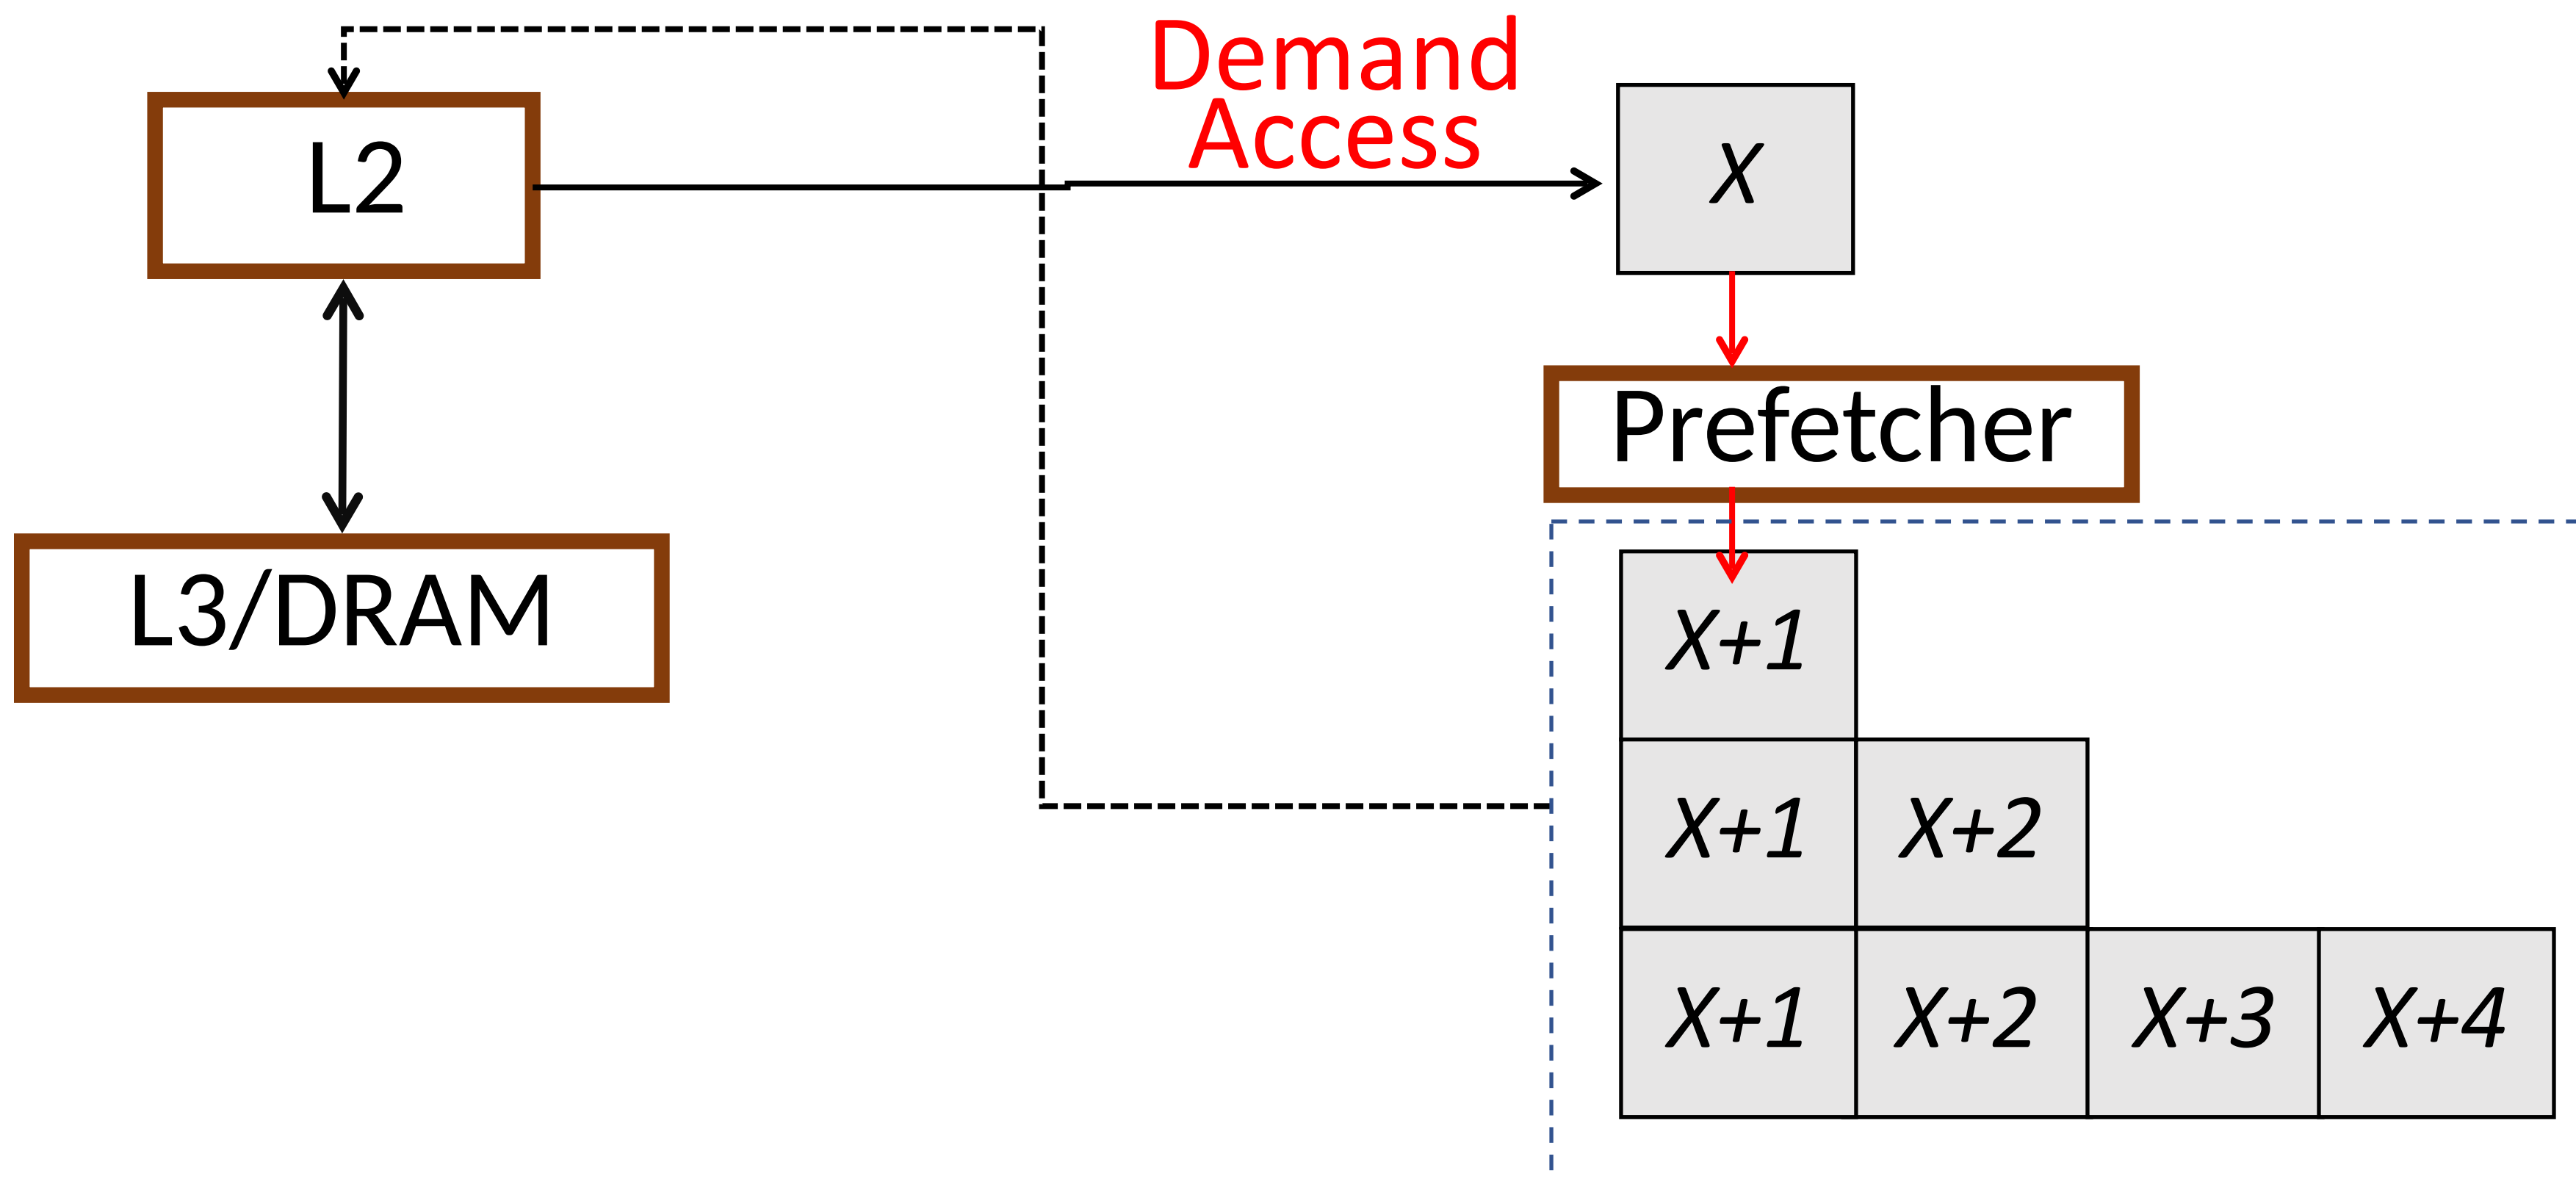 Demand
Access
L2
X
Prefetcher
L3/DRAM
X+1
X+1 X+2
X+1 X+2 X+3 X+4